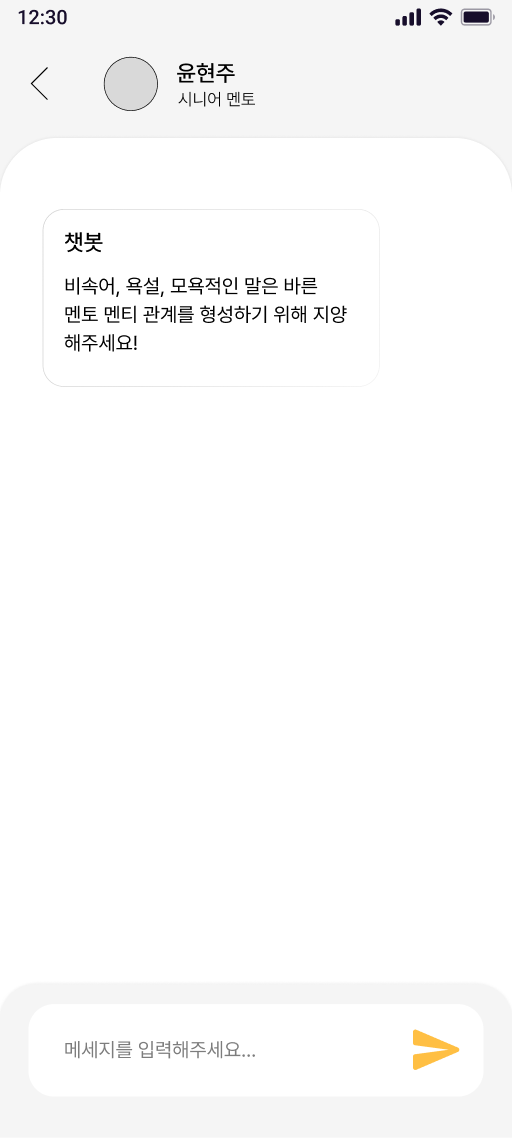 12:30
윤현주
시니어 멘토
챗봇
비속어, 욕설, 모욕적인 말은 바른
멘토 멘티 관계를 형성하기 위해 지양
해주세요!
메세지를 입력해주세요...